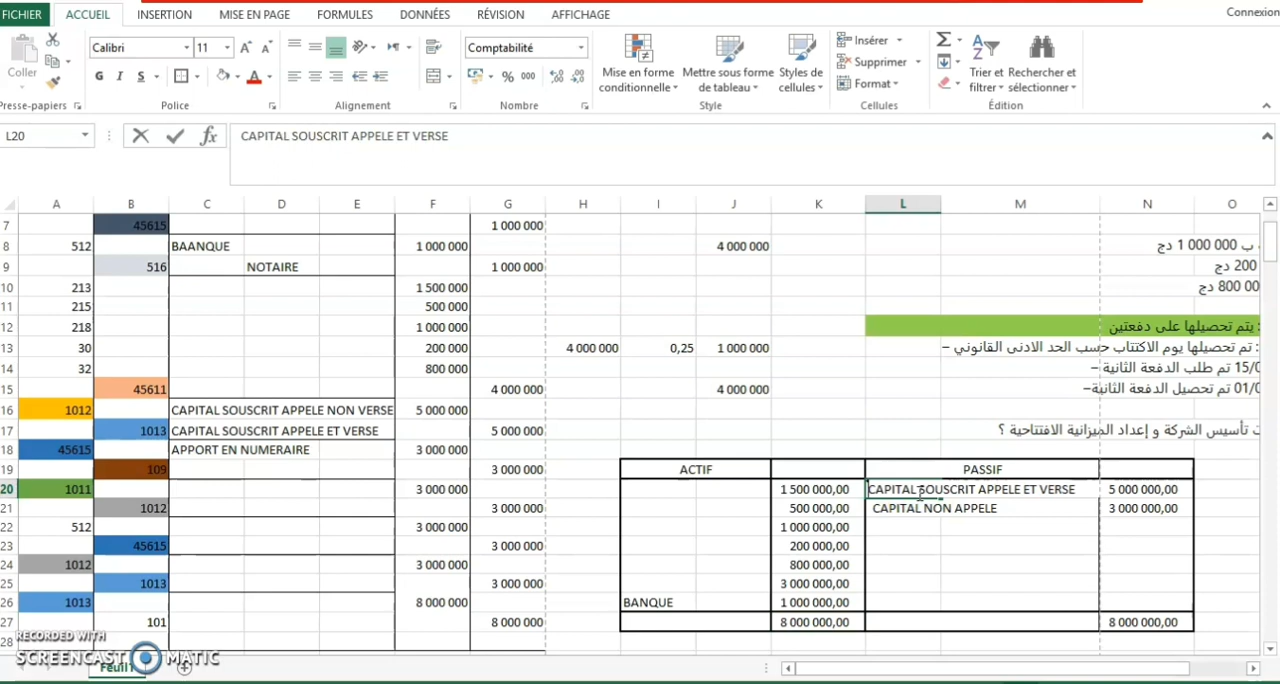 FICHIER ACCUEIL INSERTION MISE EN PAGE FORMULES DONNÉES RÉVISION AFFICHAGE Connexion
Calibri 11 Comptabilité Insérer
Coller G I S % 000 Mise en forme Mettre sous forme Styles de Supprimer Trier et Rechercher et
conditionnelle de tableau cellules Format filtrer sélectionner
Presse-papiers Police Alignement Nombre Style Cellules Édition
L20 fx CAPITAL SOUSCRIT APPELE ET VERSE
A B C D E F G H I J K L M N O
7 45615 1 000 000
8 512 BAANQUE 1 000 000 4 000 000 ب 000 000 1 دج
9 516 NOTAIRE 1 000 000 200 دج
10 213 1 500 000 800 00 دج
11 215 500 000
12 218 1 000 000 : يتم تحصيلها على دفعتين
13 30 200 000 4 000 000 0,25 1 000 000 : تم تحصيلها يوم الاكتتاب حسب الحد الادنى القانوني –
14 32 800 000 15/0 تم طلب الدفعة الثانية –
15 45611 4 000 000 4 000 000 01/0 تم تحصيل الدفعة الثانية–
16 1012 CAPITAL SOUSCRIT APPELE NON VERSE 5 000 000
17 1013 CAPITAL SOUSCRIT APPELE ET VERSE 5 000 000 ت تأسيس الشركة و إعداد الميزانية الافتتاحية ؟
18 45615 APPORT EN NUMERAIRE 3 000 000
19 109 3 000 000 ACTIF PASSIF
20 1011 3 000 000 1 500 000,00 CAPITAL SOUSCRIT APPELE ET VERSE 5 000 000,00
21 1012 3 000 000 500 000,00 CAPITAL NON APPELE 3 000 000,00
22 512 3 000 000 1 000 000,00
23 45615 3 000 000 200 000,00
24 1012 3 000 000 800 000,00
25 1013 3 000 000 3 000 000,00
26 1013 8 000 000 BANQUE 1 000 000,00
27 101 8 000 000 8 000 000,00 8 000 000,00
28
RECORDED WITH
SCREENCAST MATIC
Feuil1